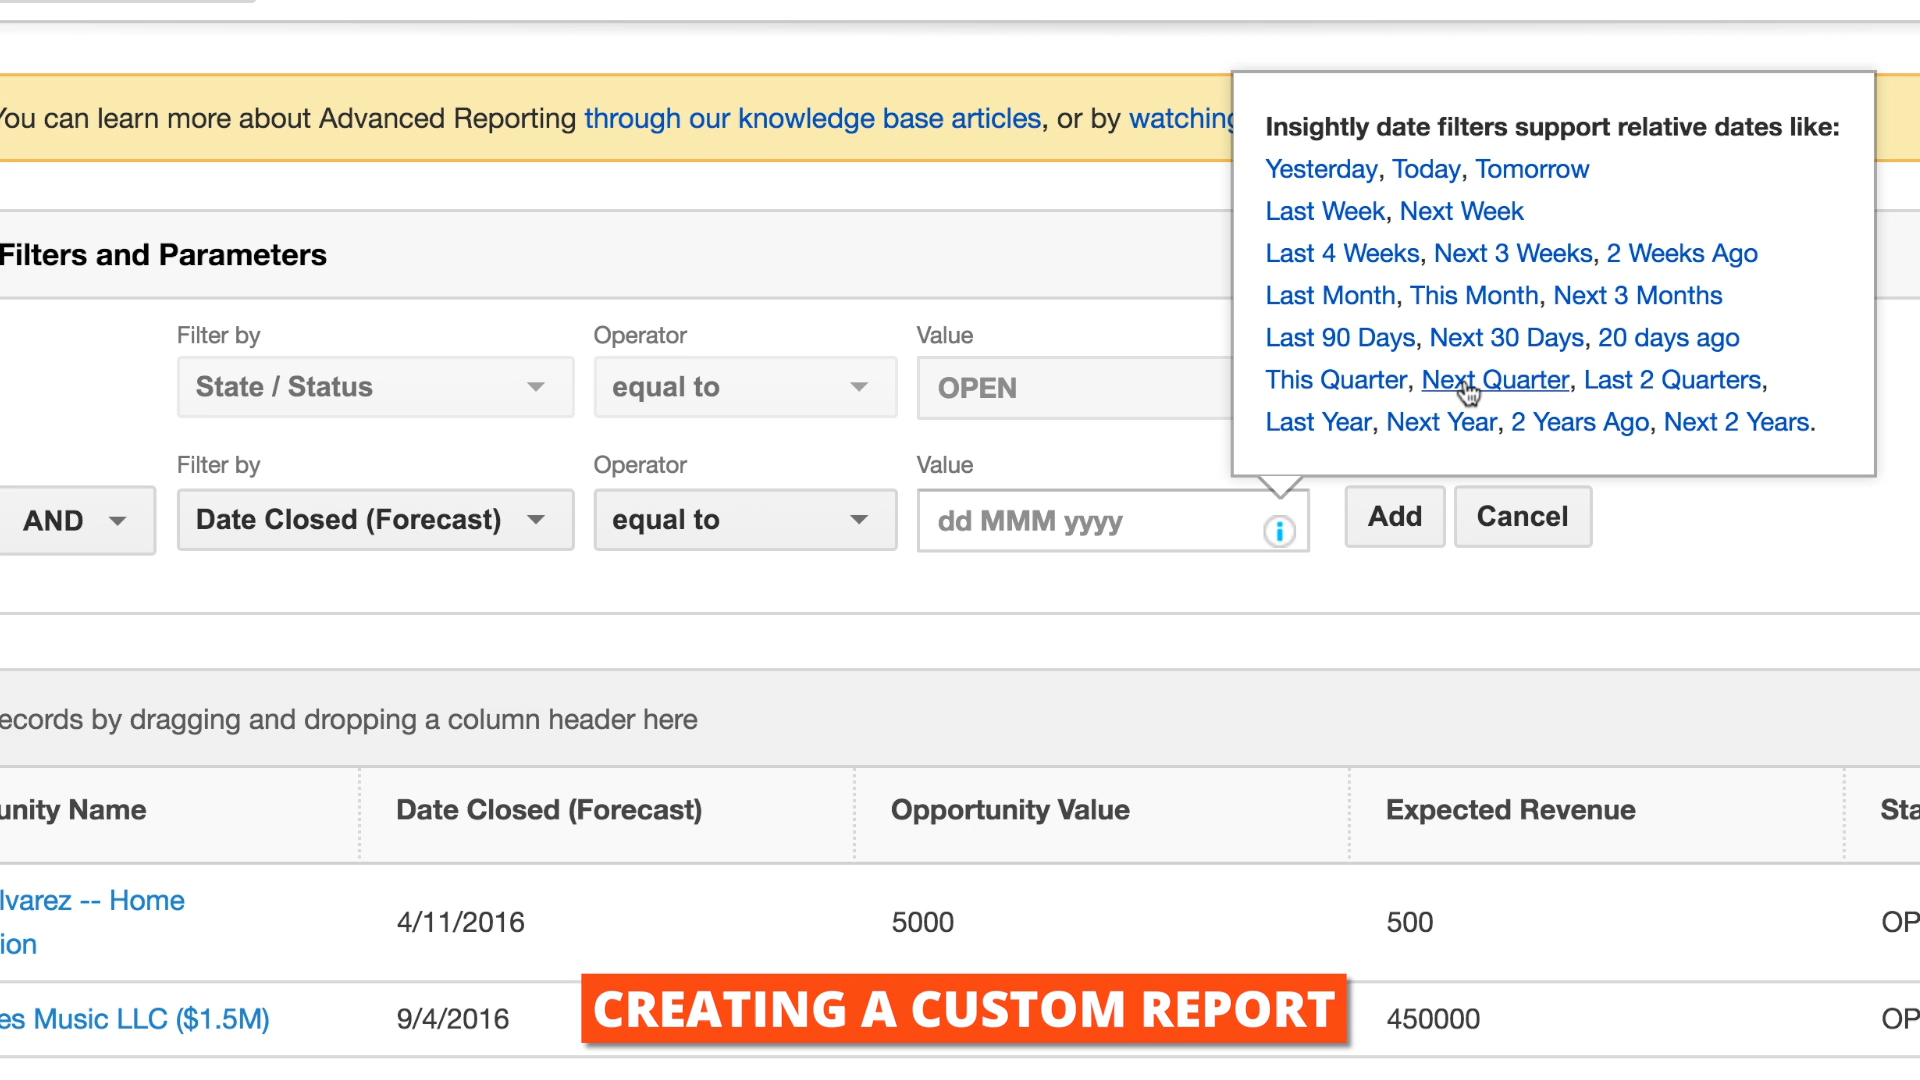 You can learn more about Advanced Reporting through our knowledge base articles, or by watching
Insightly date filters support relative dates like:
Yesterday, Today, Tomorrow
Last Week, Next Week
Last 4 Weeks, Next 3 Weeks, 2 Weeks Ago
Last Month, This Month, Next 3 Months
Last 90 Days, Next 30 Days, 20 days ago
This Quarter, Next Quarter, Last 2 Quarters,
Last Year, Next Year, 2 Years Ago, Next 2 Years.
Filters and Parameters
Filter by Operator Value
State / Status equal to OPEN
Filter by Operator Value
AND Date Closed (Forecast) equal to dd MMM yyyy i Add Cancel
ecords by dragging and dropping a column header here
unity Name Date Closed (Forecast) Opportunity Value Expected Revenue Sta
lvarez -- Home
ion
4/11/2016 5000 500 OP
es Music LLC ($1.5M) 9/4/2016 450000 OP
CREATING A CUSTOM REPORT